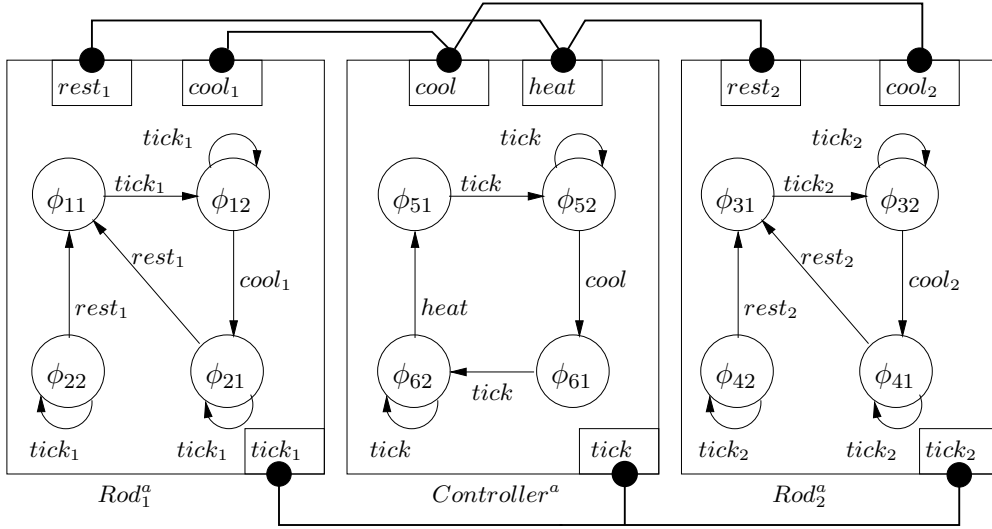 rest₁ cool₁ cool heat rest₂ cool₂
tick₁ tick tick₂
ϕ₁₁ tick₁ ϕ₁₂ ϕ₅₁ tick ϕ₅₂ ϕ₃₁ tick₂ ϕ₃₂
rest₁ cool₁ cool rest₂ cool₂
rest₁ heat rest₂
ϕ₂₂ ϕ₂₁ ϕ₆₂ tick ϕ₆₁ ϕ₄₂ ϕ₄₁
tick₁ tick₁ tick₁ tick tick tick₂ tick₂ tick₂
Rod₁ᵃ Controllerᵃ Rod₂ᵃ